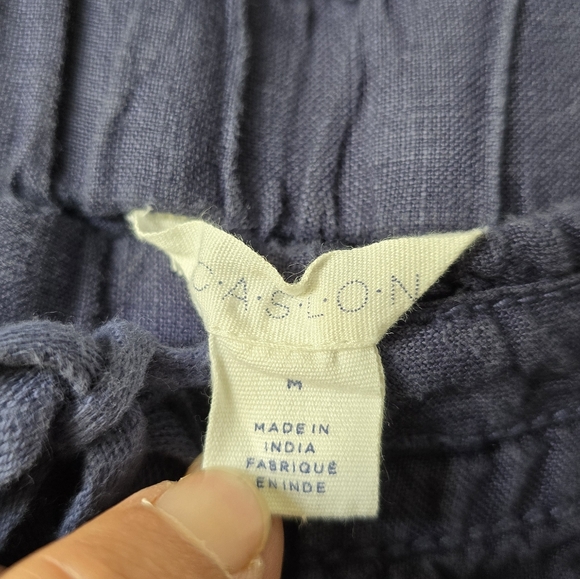 C·A·S·L·O·N
M
MADE IN
INDIA
FABRIQUÉ
EN INDE